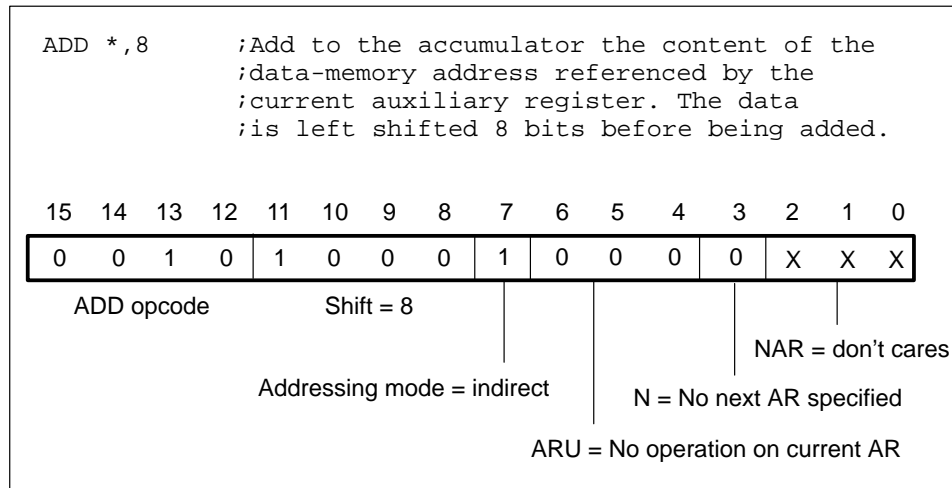 ADD *,8 ;Add to the accumulator the content of the
;data-memory address referenced by the
;current auxiliary register. The data
;is left shifted 8 bits before being added.
15 14 13 12 11 10 9 8 7 6 5 4 3 2 1 0
0 0 1 0 1 0 0 0 1 0 0 0 0 X X X
ADD opcode Shift = 8
NAR = don't cares
Addressing mode = indirect N = No next AR specified
ARU = No operation on current AR